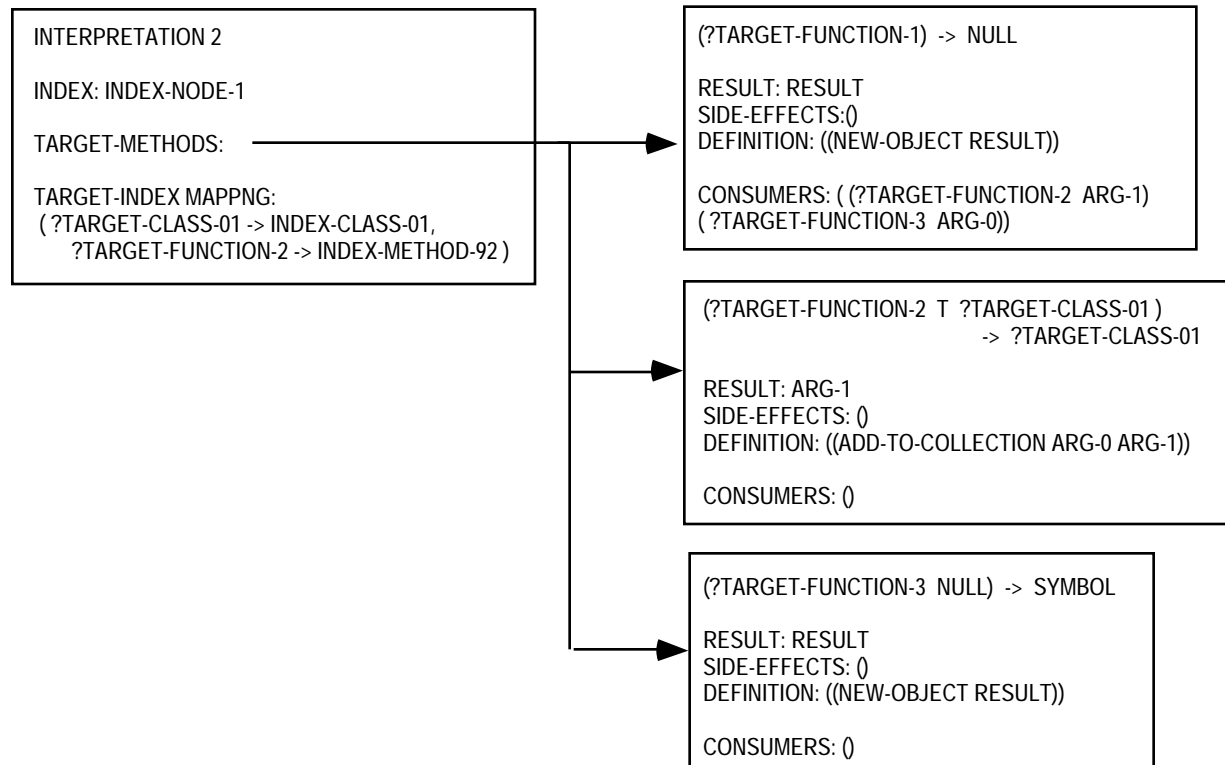 INTERPRETATION 2
INDEX: INDEX-NODE-1
TARGET-METHODS:
TARGET-INDEX MAPPNG:
( ?TARGET-CLASS-01 -> INDEX-CLASS-01,
?TARGET-FUNCTION-2 -> INDEX-METHOD-92 )
(?TARGET-FUNCTION-1) -> NULL
RESULT: RESULT
SIDE-EFFECTS:()
DEFINITION: ((NEW-OBJECT RESULT))
CONSUMERS: ( (?TARGET-FUNCTION-2 ARG-1)
( ?TARGET-FUNCTION-3 ARG-0))
(?TARGET-FUNCTION-2 T ?TARGET-CLASS-01 )
-> ?TARGET-CLASS-01
RESULT: ARG-1
SIDE-EFFECTS: ()
DEFINITION: ((ADD-TO-COLLECTION ARG-0 ARG-1))
CONSUMERS: ()
(?TARGET-FUNCTION-3 NULL) -> SYMBOL
RESULT: RESULT
SIDE-EFFECTS: ()
DEFINITION: ((NEW-OBJECT RESULT))
CONSUMERS: ()